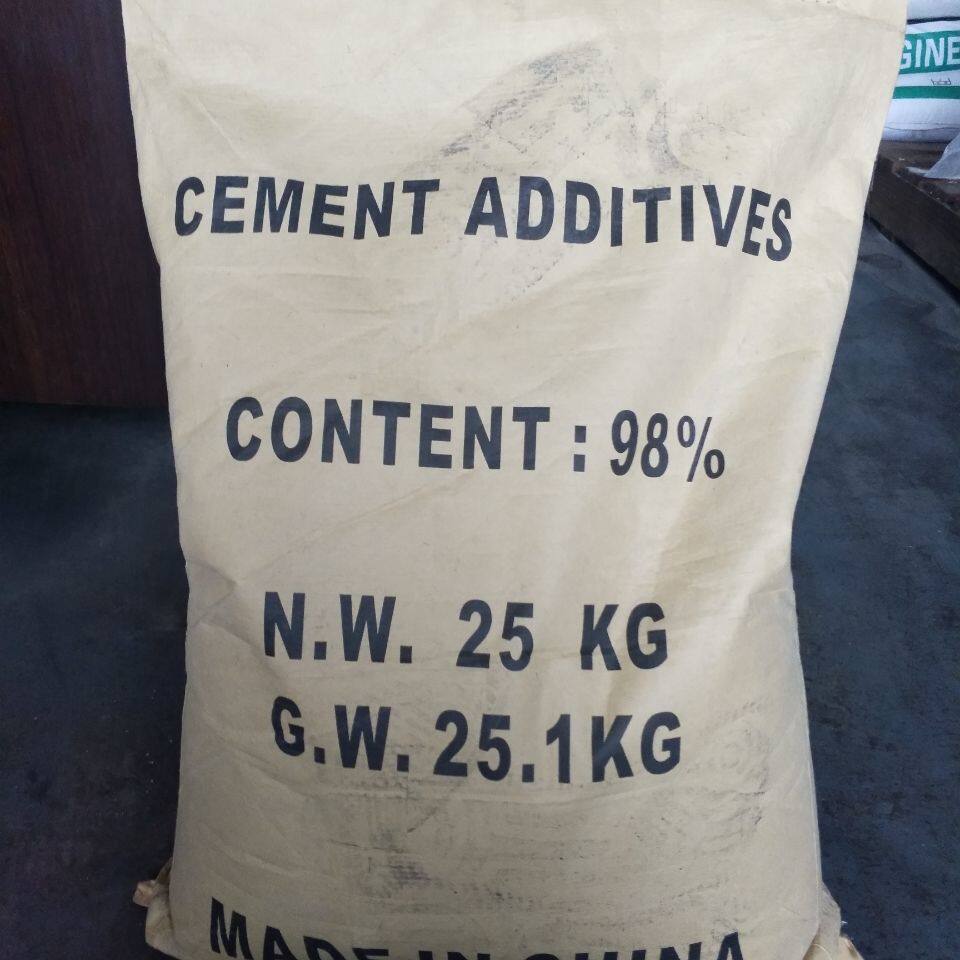 CEMENT ADDITIVES
CONTENT : 98%
N.W. 25 KG
G.W. 25.1KG
MADE IN CHINA
GINE